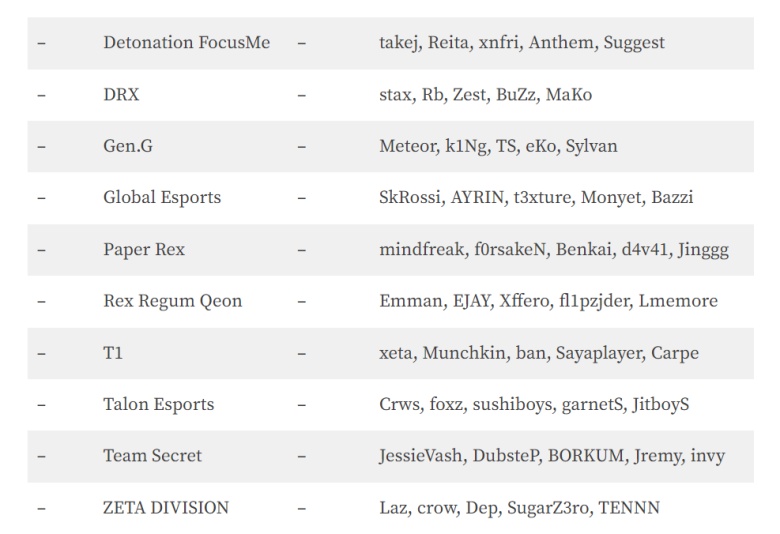 – Detonation FocusMe – takej, Reita, xnfri, Anthem, Suggest
– DRX – stax, Rb, Zest, BuZz, MaKo
– Gen.G – Meteor, k1Ng, TS, eKo, Sylvan
– Global Esports – SkRossi, AYRIN, t3xture, Monyet, Bazzi
– Paper Rex – mindfreak, f0rsakeN, Benkai, d4v41, Jinggg
– Rex Regum Qeon – Emman, EJAY, Xffero, fl1pzjder, Lmemore
– T1 – xeta, Munchkin, ban, Sayaplayer, Carpe
– Talon Esports – Crws, foxz, sushiboys, garnetS, JitboyS
– Team Secret – JessieVash, DubsteP, BORKUM, Jremy, invy
– ZETA DIVISION – Laz, crow, Dep, SugarZ3ro, TENNN